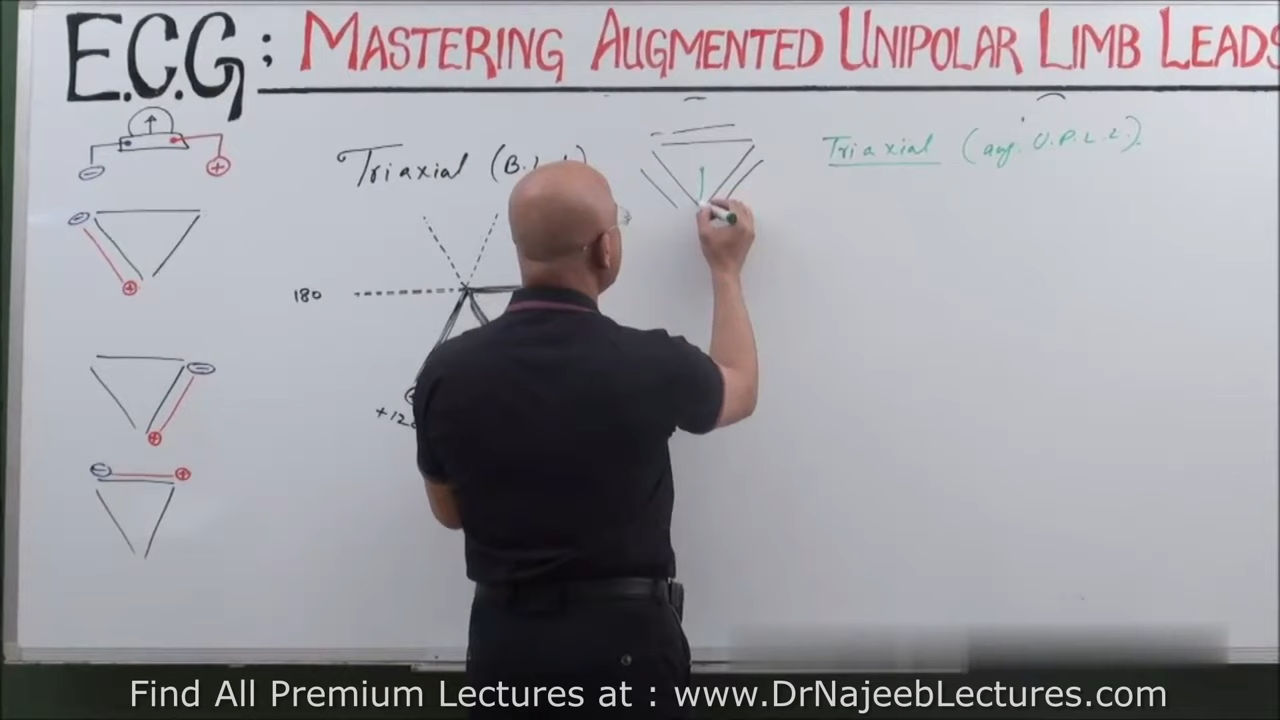 E.C.G: MASTERING AUGMENTED UNIPOLAR LIMB LEADS
Triaxial (B.L.L)
Triaxial (aug. U.P.L.L.)
180
+120
Find All Premium Lectures at : www.DrNajeebLectures.com